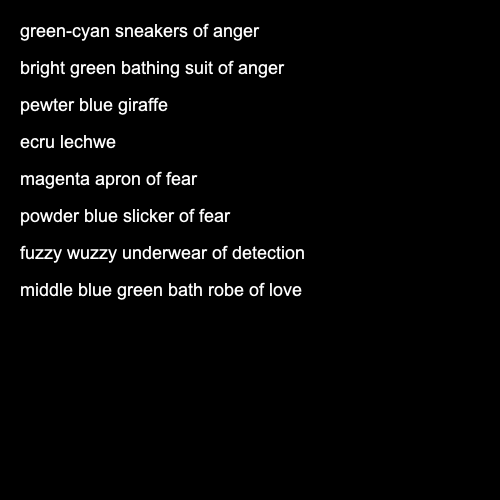 green-cyan sneakers of anger
bright green bathing suit of anger
pewter blue giraffe
ecru lechwe
magenta apron of fear
powder blue slicker of fear
fuzzy wuzzy underwear of detection
middle blue green bath robe of love